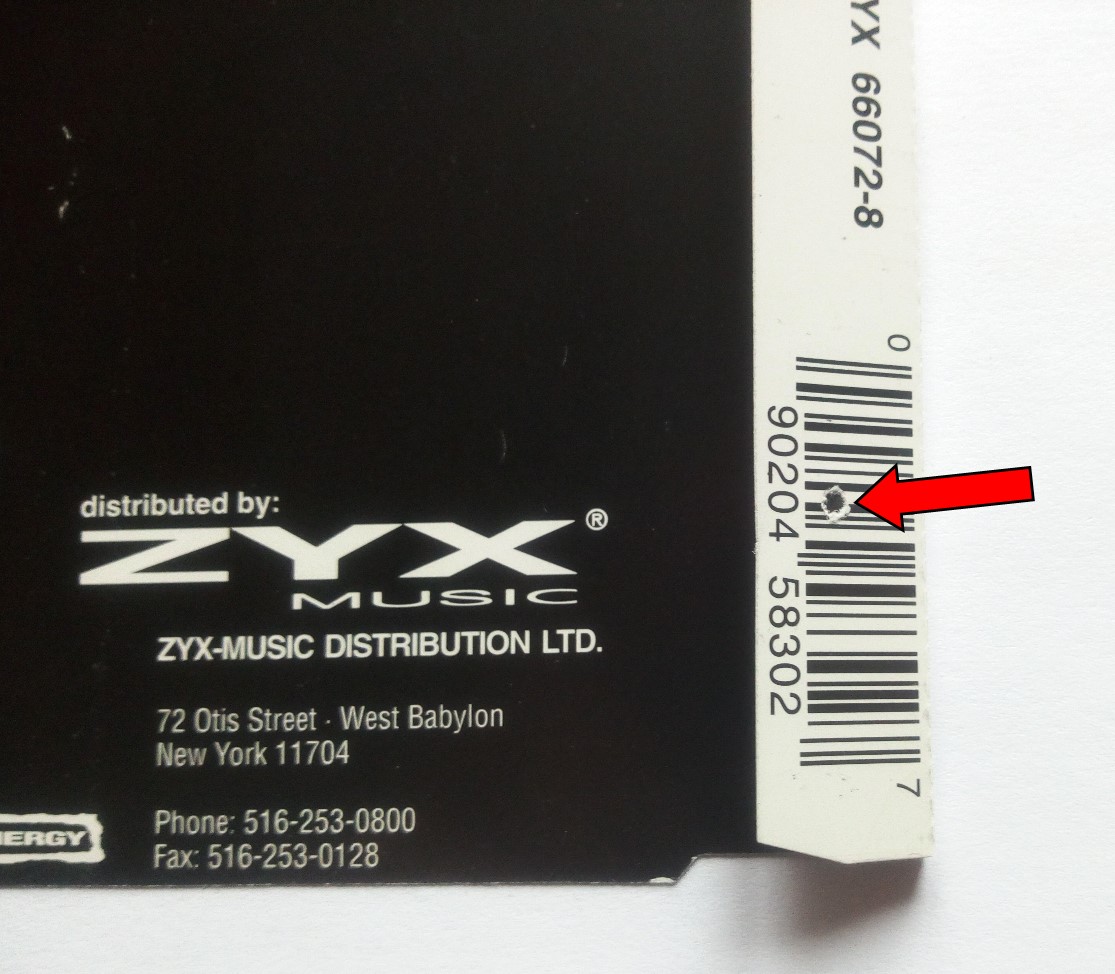 YX 66072-8
0
90204 58302
7
distributed by:
ZYX®
MUSIC
ZYX-MUSIC DISTRIBUTION LTD.
72 Otis Street · West Babylon
New York 11704
Phone: 516-253-0800
Fax: 516-253-0128
NERGY